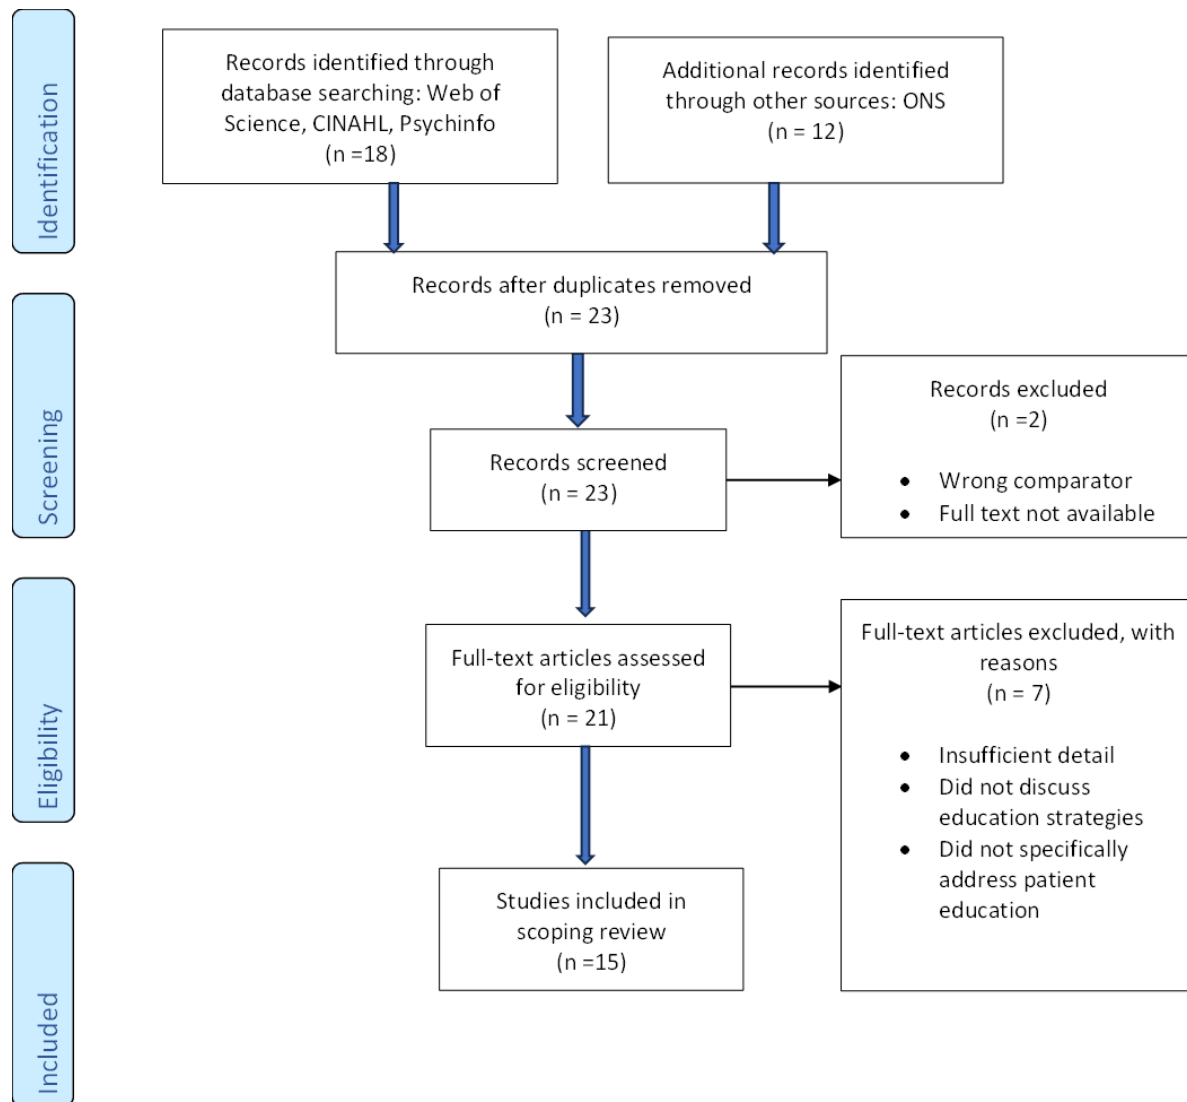 Identification
Records identified through
database searching: Web of
Science, CINAHL, Psychinfo
(n =18)
Additional records identified
through other sources: ONS
(n = 12)
Records after duplicates removed
(n = 23)
Screening
Records screened
(n = 23)
Records excluded
(n =2)
• Wrong comparator
• Full text not available
Eligibility
Full-text articles assessed
for eligibility
(n = 21)
Full-text articles excluded, with
reasons
(n = 7)
• Insufficient detail
• Did not discuss
education strategies
• Did not specifically
address patient
education
Included
Studies included in
scoping review
(n =15)